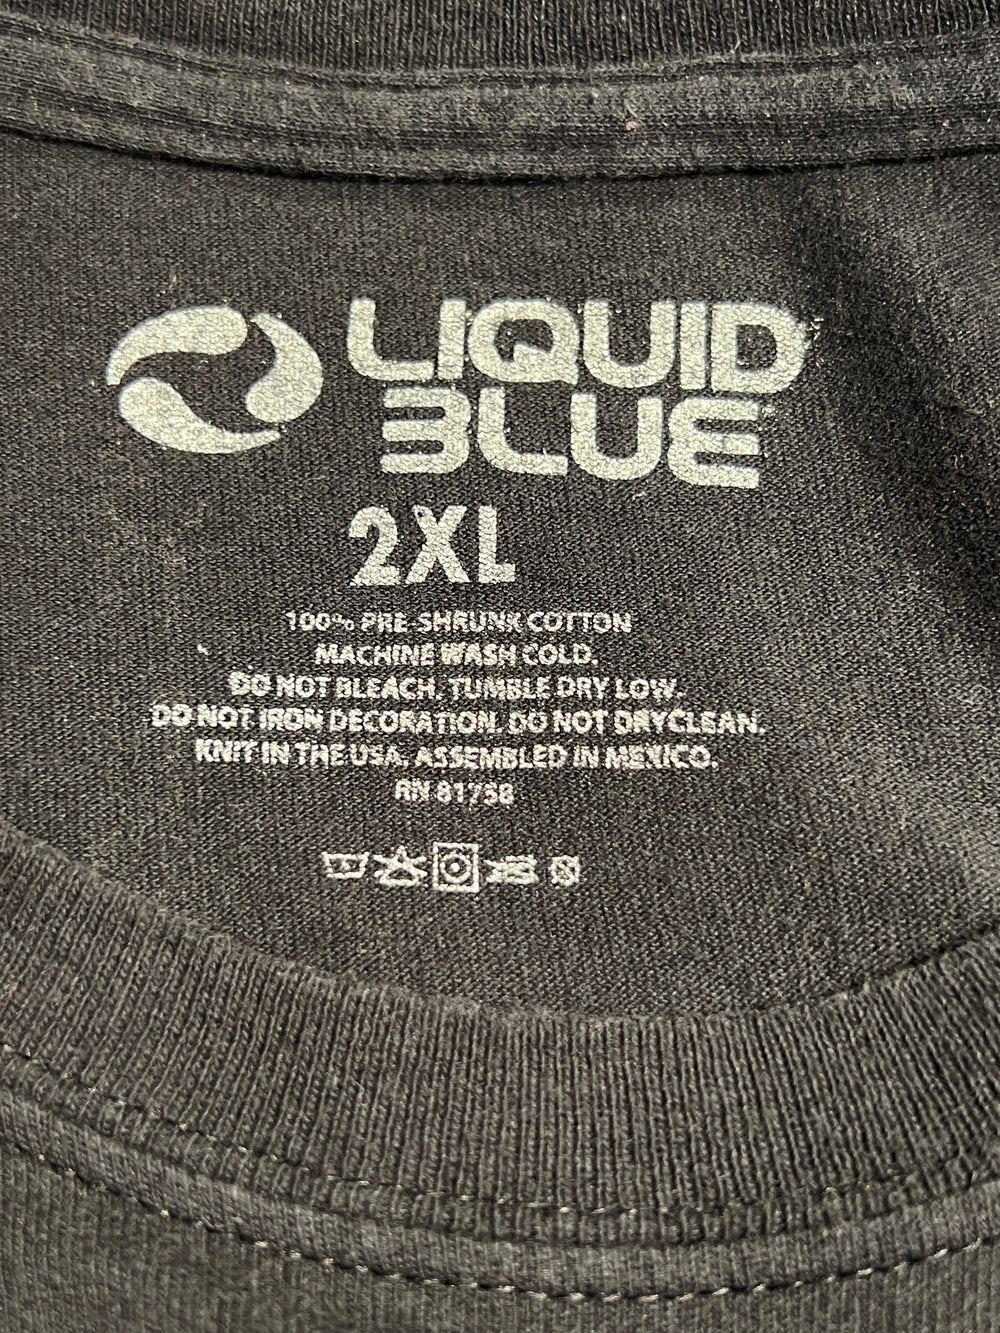 LIQUID
BLUE
2XL
100% PRE-SHRUNK COTTON
MACHINE WASH COLD.
DO NOT BLEACH. TUMBLE DRY LOW.
DO NOT IRON DECORATION. DO NOT DRYCLEAN.
KNIT IN THE USA. ASSEMBLED IN MEXICO.
RN 81758